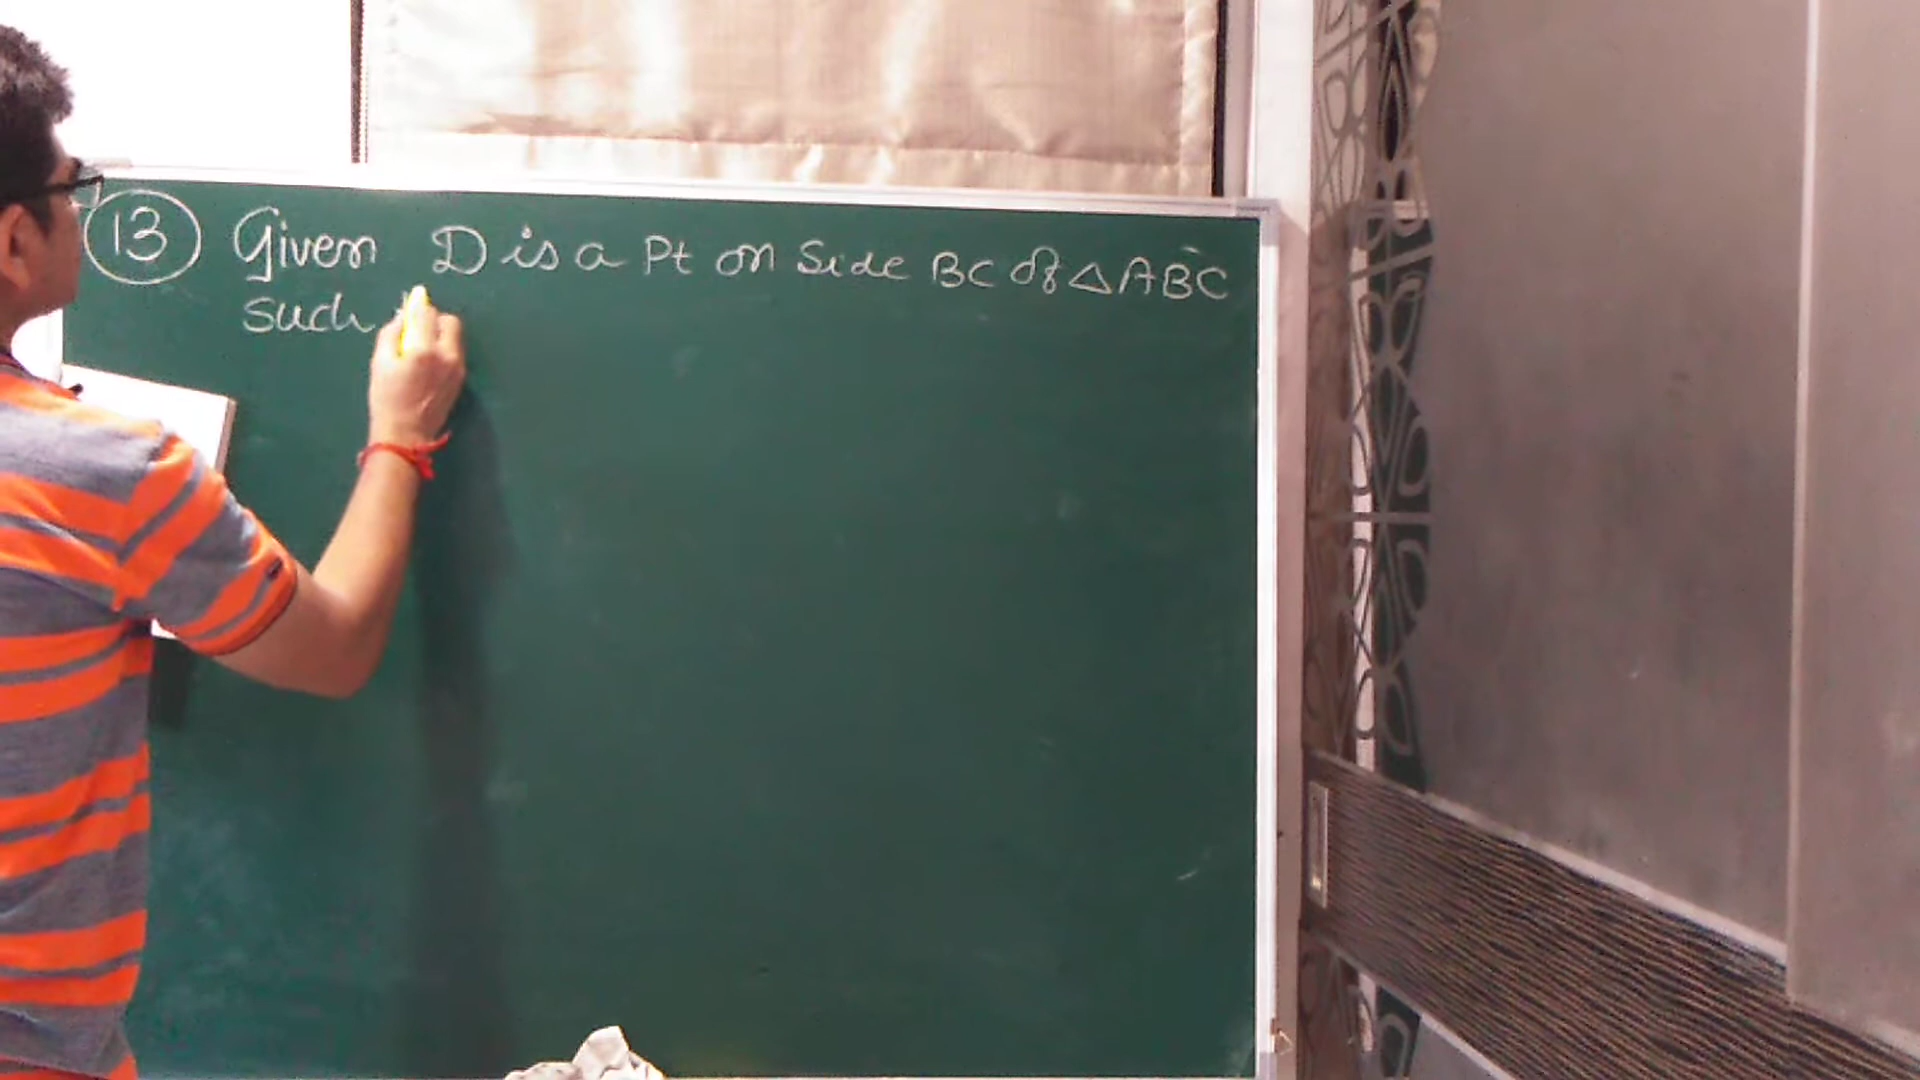 13 Given D is a Pt on Side BC of △ABC
such